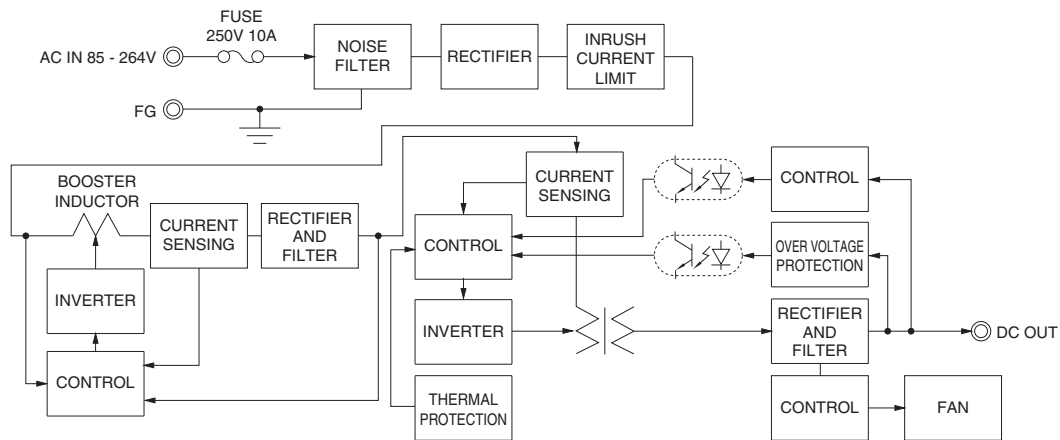 FUSE
250V 10A
AC IN 85 - 264V
NOISE
FILTER
RECTIFIER
INRUSH
CURRENT
LIMIT
FG
BOOSTER
INDUCTOR
CURRENT
SENSING
RECTIFIER
AND
FILTER
INVERTER
CONTROL
CURRENT
SENSING
CONTROL
INVERTER
THERMAL
PROTECTION
CONTROL
OVER VOLTAGE
PROTECTION
RECTIFIER
AND
FILTER
DC OUT
CONTROL
FAN